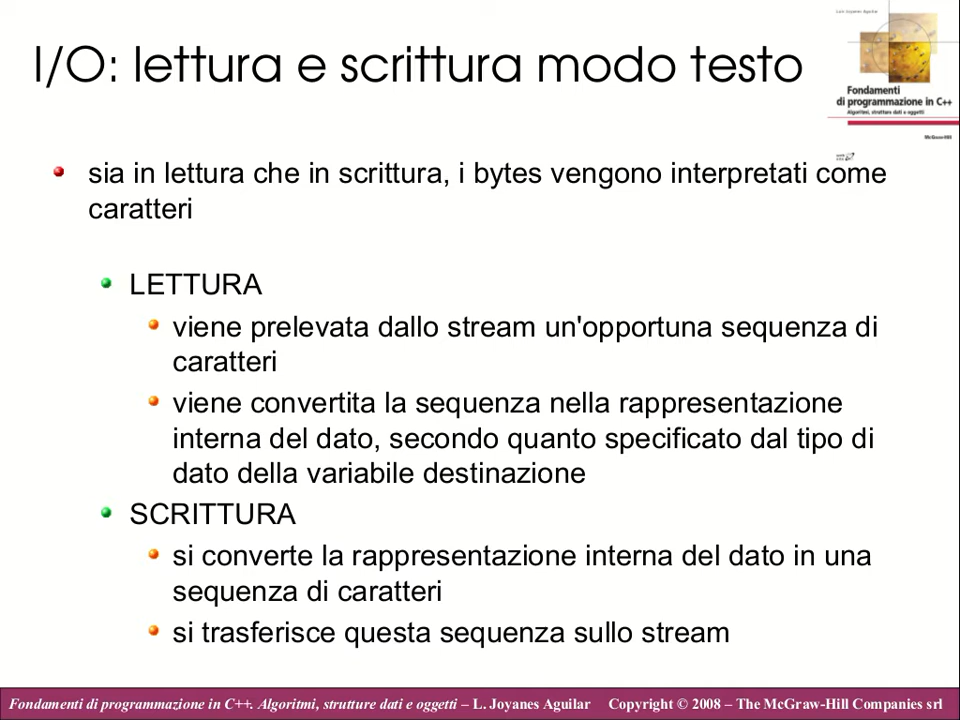 Luis Joyanes Aguilar
I/O: lettura e scrittura modo testo
Fondamenti
di programmazione in C++
Algoritmi, strutture dati e oggetti
McGraw-Hill
sia in lettura che in scrittura, i bytes vengono interpretati come
caratteri
LETTURA
viene prelevata dallo stream un'opportuna sequenza di
caratteri
viene convertita la sequenza nella rappresentazione
interna del dato, secondo quanto specificato dal tipo di
dato della variabile destinazione
SCRITTURA
si converte la rappresentazione interna del dato in una
sequenza di caratteri
si trasferisce questa sequenza sullo stream
Fondamenti di programmazione in C++. Algoritmi, strutture dati e oggetti – L. Joyanes Aguilar Copyright © 2008 – The McGraw-Hill Companies srl